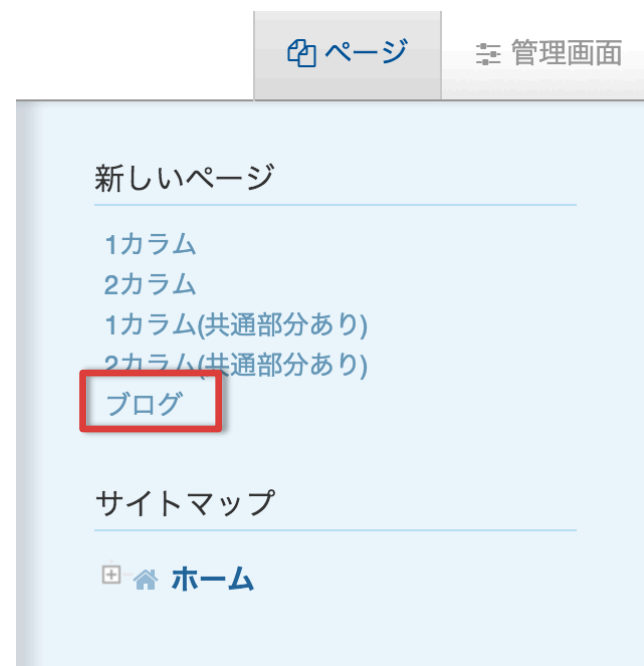 ページ 管理画面
新しいページ
1カラム
2カラム
1カラム(共通部分あり)
2カラム(共通部分あり)
ブログ
サイトマップ
ホーム